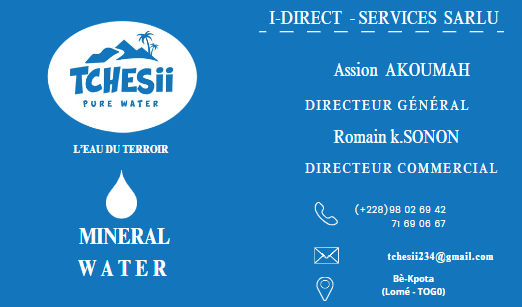 TCHESii
PURE WATER
L'EAU DU TERROIR
MINERAL
WATER
I-DIRECT - SERVICES SARLU
Assion AKOUMAH
DIRECTEUR GÉNÉRAL
Romain k.SONON
DIRECTEUR COMMERCIAL
(+228)98 02 69 42
71 69 06 67
tchesii234@gmail.com
Bè-Kpota
(Lomé - TOGO)